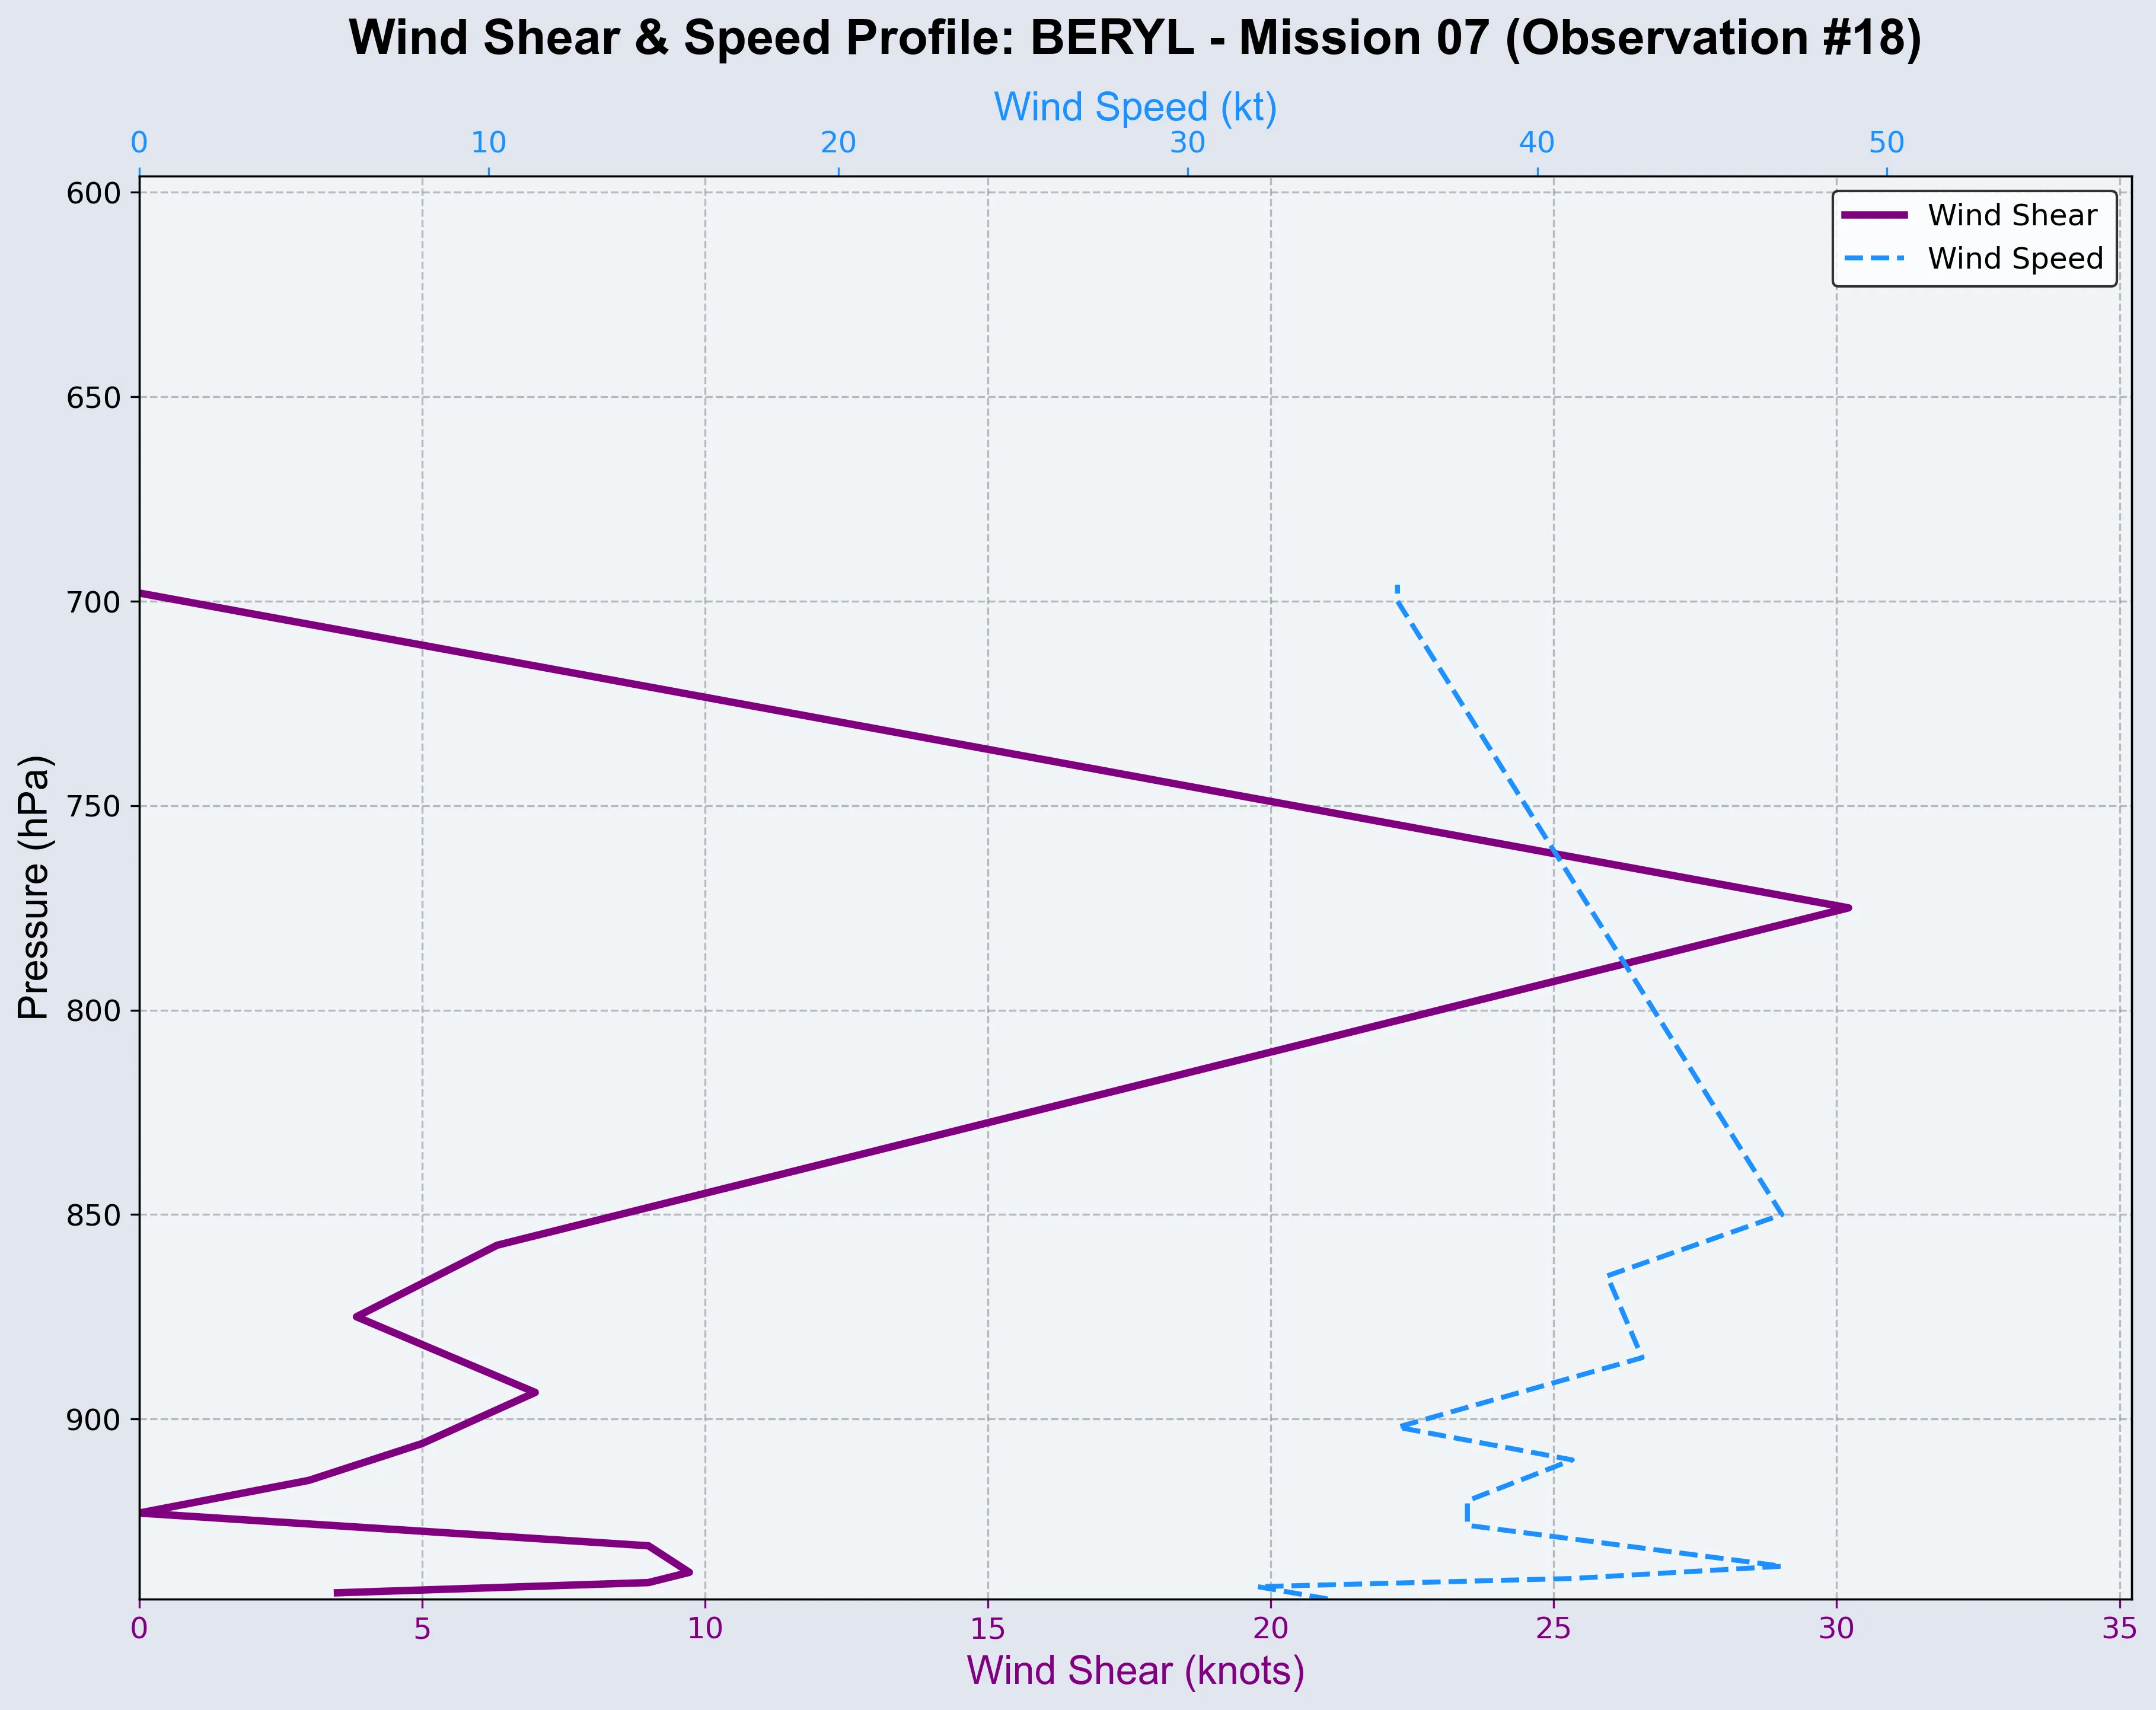 Wind Shear & Speed Profile: BERYL - Mission 07 (Observation #18)
Wind Speed (kt)
0 10 20 30 40 50
Wind Shear
Wind Speed
600
650
700
750
800
850
900
Pressure (hPa)
0 5 10 15 20 25 30 35
Wind Shear (knots)